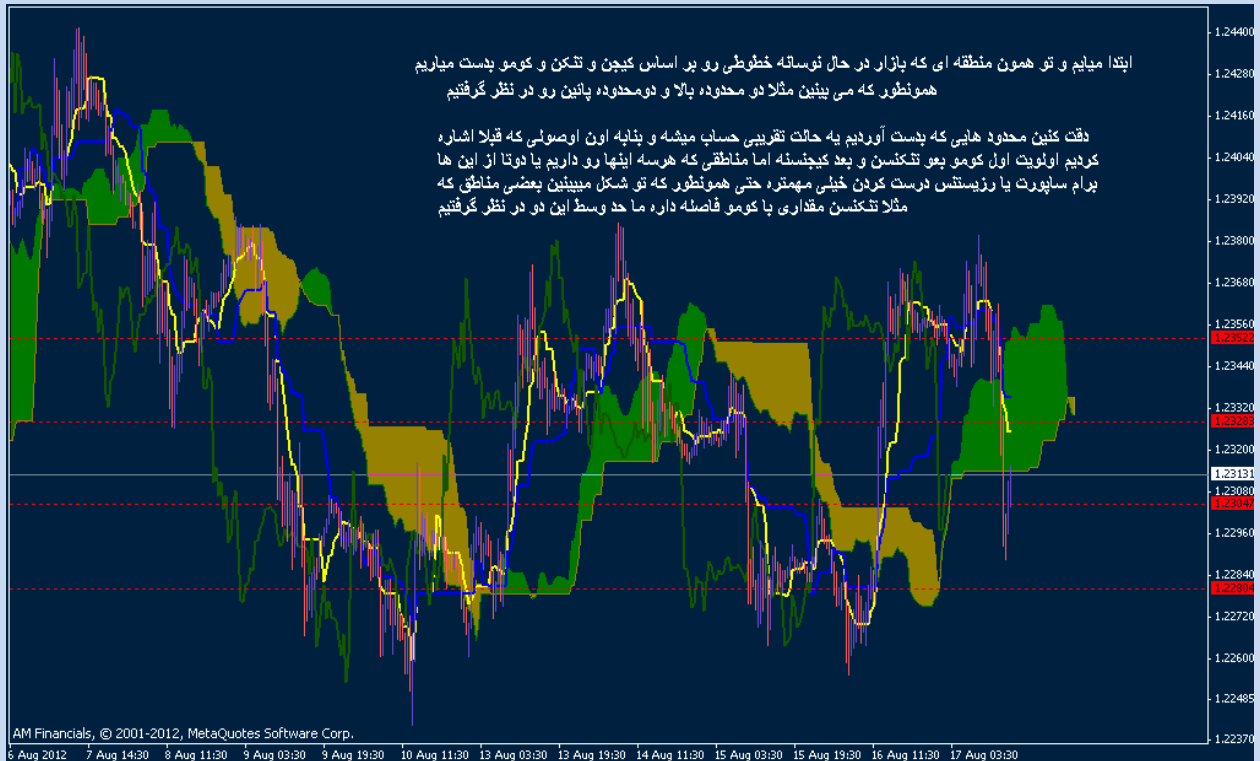 ابتدا میایم و تو همون منطقه ای که بازار در حال نوسانه خطوطی رو بر اساس کیجن و تنکن و کومو بدست میاریم
همونطور که می بینین مثلا دو محدوده بالا و دومحدوده پائین رو در نظر گرفتیم
دقت کنین محدود هایی که بدست آوردیم یه حالت تقریبی حساب میشه و بنابه اون اوصولی که قبلا اشاره
کردیم اولویت اول کومو بعو تنکنسن و بعد کیجنسنه اما مناطقی که هرسه اینها رو داریم یا دوتا از این ها
برام ساپورت یا رزیستنس درست کردن خیلی مهمتره حتی همونطور که تو شکل میبینین بعضی مناطق که
مثلا تنکنسن مقداری با کومو فاصله داره ما حد وسط این دو در نظر گرفتیم
1.24400
1.24280
1.24160
1.24040
1.23920
1.23800
1.23680
1.23560
1.23522
1.23440
1.23320
1.23283
1.23200
1.23131
1.23080
1.23047
1.22960
1.22840
1.22804
1.22720
1.22600
1.22485
1.22370
AM Financials, © 2001-2012, MetaQuotes Software Corp.
6 Aug 2012 7 Aug 14:30 8 Aug 11:30 9 Aug 03:30 9 Aug 19:30 10 Aug 11:30 13 Aug 03:30 13 Aug 19:30 14 Aug 11:30 15 Aug 03:30 15 Aug 19:30 16 Aug 11:30 17 Aug 03:30